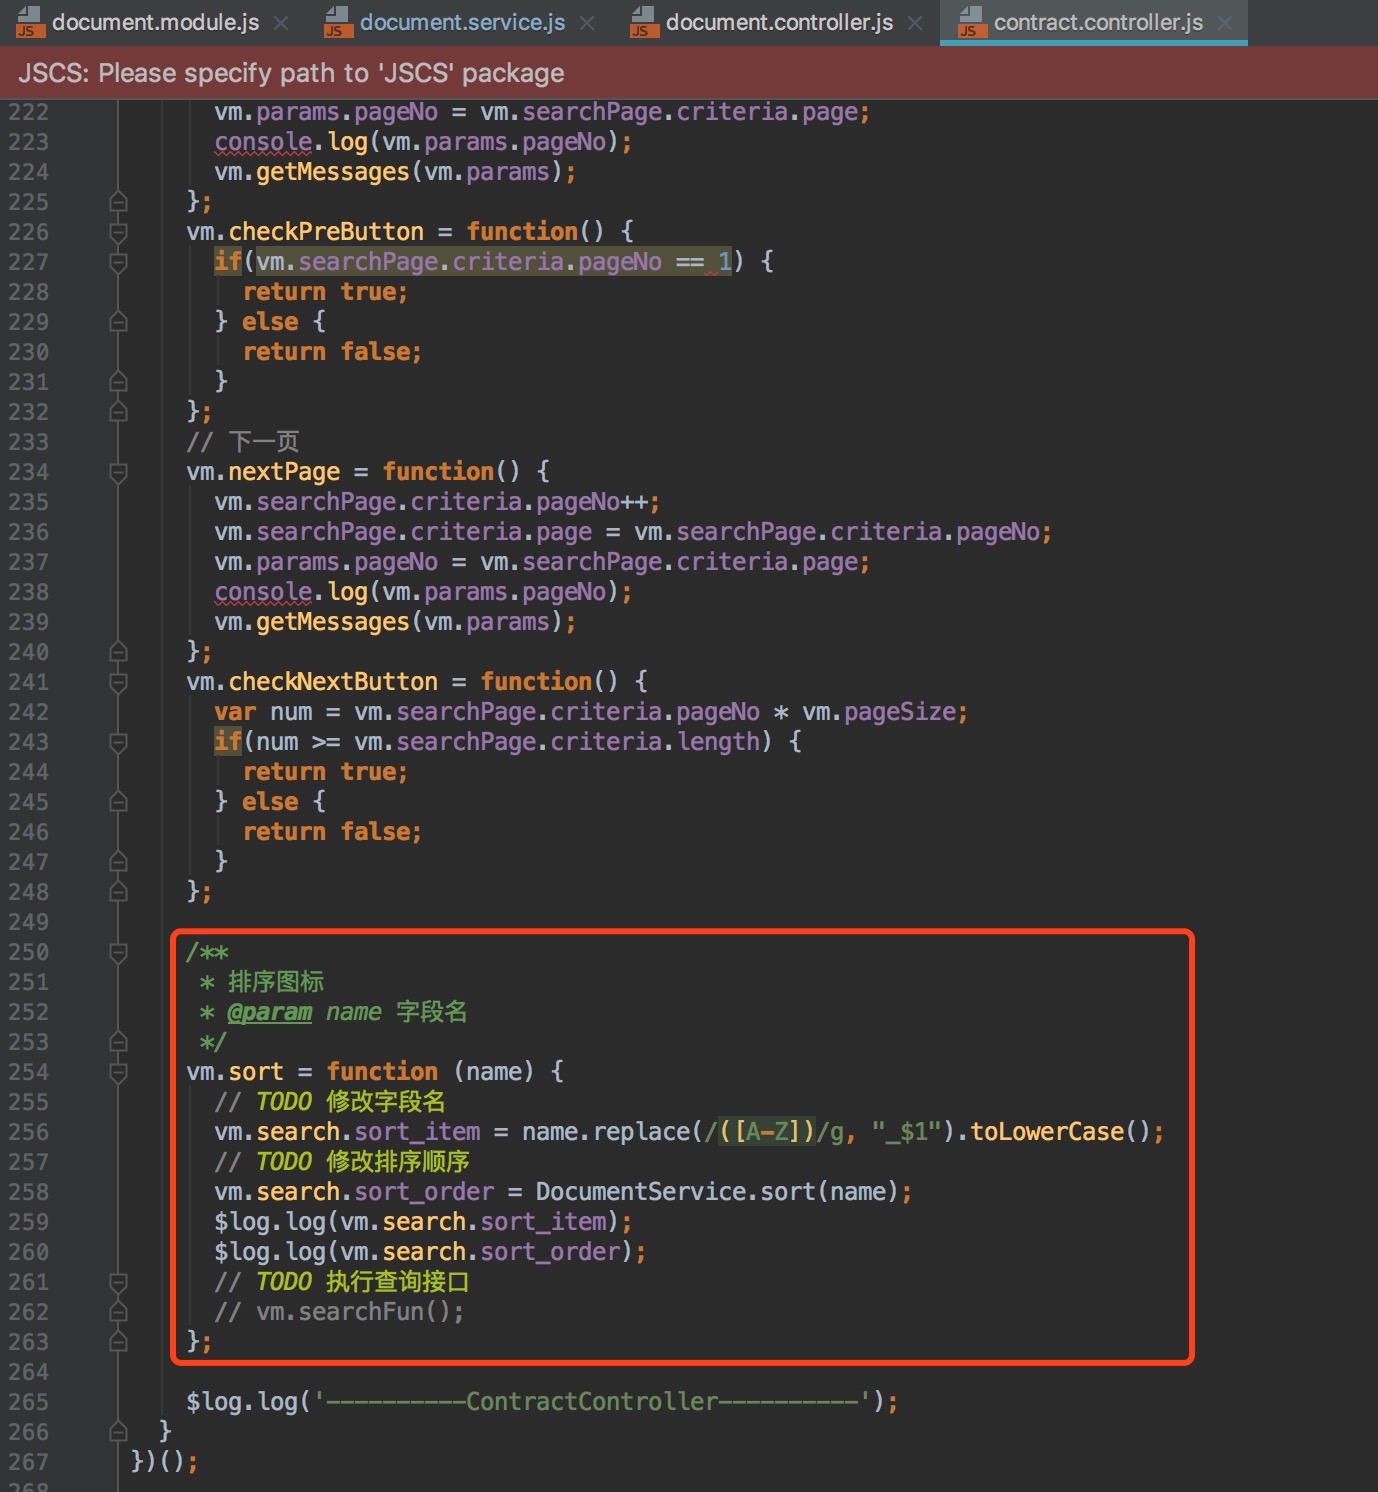 document.module.js document.service.js document.controller.js contract.controller.js
JSCS: Please specify path to 'JSCS' package
222 vm.params.pageNo = vm.searchPage.criteria.page;
223 console.log(vm.params.pageNo);
224 vm.getMessages(vm.params);
225 };
226 vm.checkPreButton = function() {
227 if(vm.searchPage.criteria.pageNo == 1) {
228 return true;
229 } else {
230 return false;
231 }
232 };
233 // 下一页
234 vm.nextPage = function() {
235 vm.searchPage.criteria.pageNo++;
236 vm.searchPage.criteria.page = vm.searchPage.criteria.pageNo;
237 vm.params.pageNo = vm.searchPage.criteria.page;
238 console.log(vm.params.pageNo);
239 vm.getMessages(vm.params);
240 };
241 vm.checkNextButton = function() {
242 var num = vm.searchPage.criteria.pageNo * vm.pageSize;
243 if(num >= vm.searchPage.criteria.length) {
244 return true;
245 } else {
246 return false;
247 }
248 };
249
250 /**
251 * 排序图标
252 * @param name 字段名
253 */
254 vm.sort = function (name) {
255 // TODO 修改字段名
256 vm.search.sort_item = name.replace(/([A-Z])/g, "_$1").toLowerCase();
257 // TODO 修改排序顺序
258 vm.search.sort_order = DocumentService.sort(name);
259 $log.log(vm.search.sort_item);
260 $log.log(vm.search.sort_order);
261 // TODO 执行查询接口
262 // vm.searchFun();
263 };
264
265 $log.log('----------ContractController----------');
266 }
267 })();
268